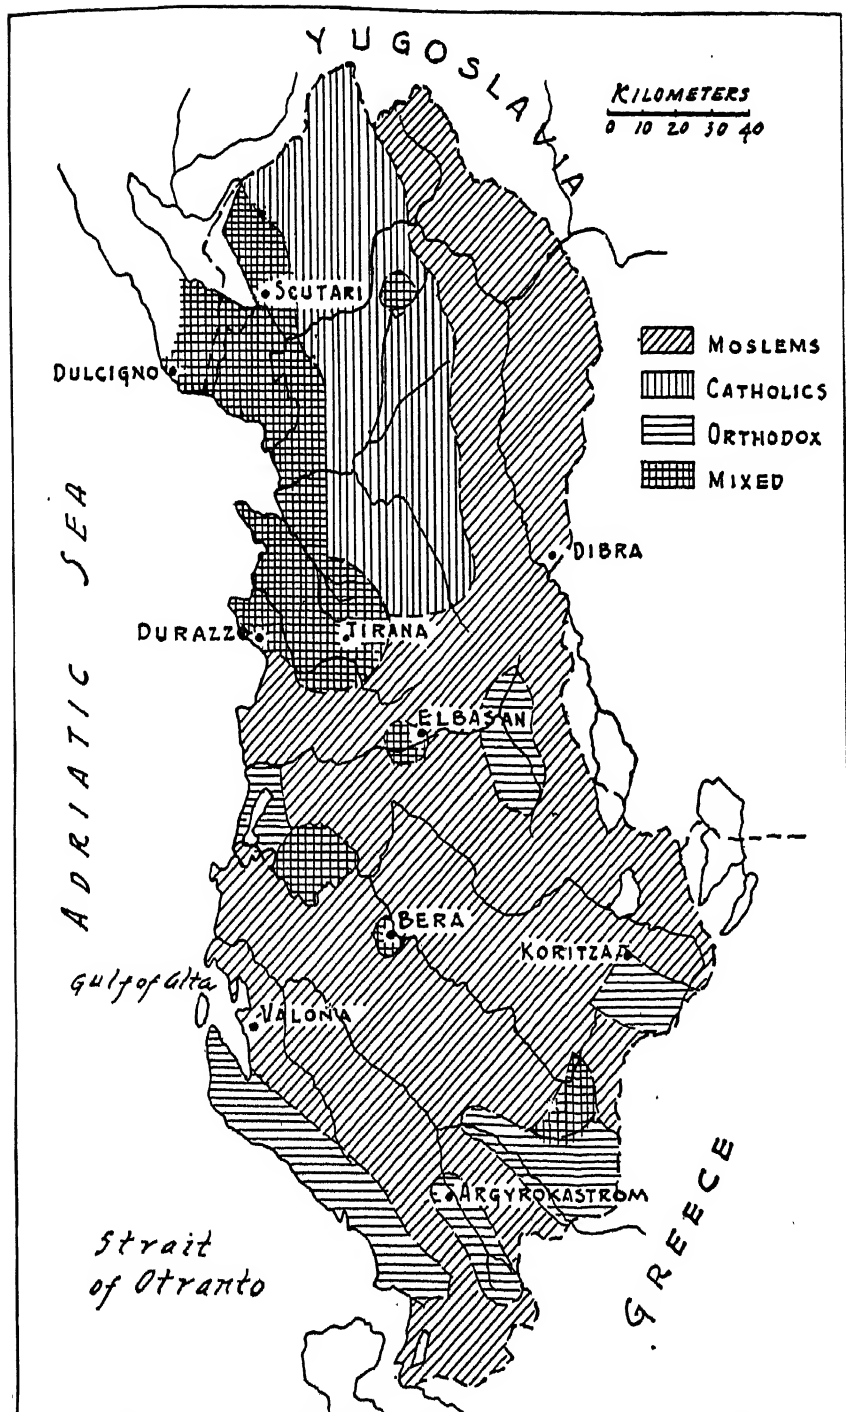 YUGOSLAVIA
KILOMETERS
0 10 20 30 40
SCUTARI
DULCIGNO
MOSLEMS
CATHOLICS
ORTHODOX
MIXED
ADRIATIC SEA
DIBRA
DURAZZO
TIRANA
ELBASAN
BERA
KORITZA
Gulf of Alta
VALONA
ARGYROKASTROM
Strait
of Otranto
GREECE